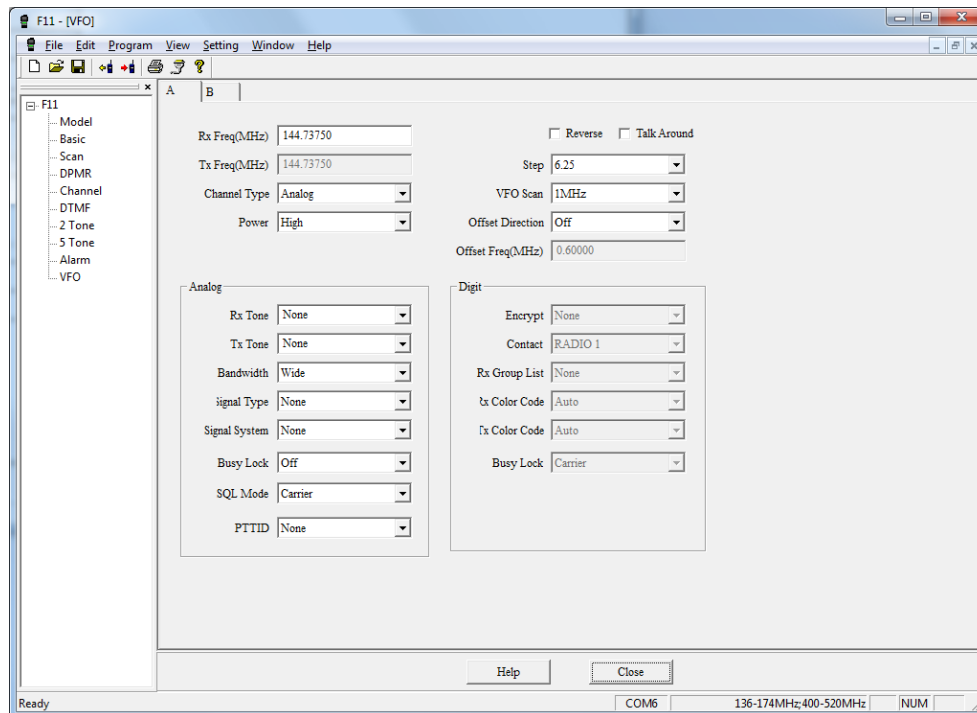 F11 - [VFO]
File Edit Program View Setting Window Help
F11
Model
Basic
Scan
DPMR
Channel
DTMF
2 Tone
5 Tone
Alarm
VFO
A B
Rx Freq(MHz) 144.73750
Tx Freq(MHz) 144.73750
Channel Type Analog
Power High
Reverse Talk Around
Step 6.25
VFO Scan 1MHz
Offset Direction Off
Offset Freq(MHz) 0.60000
Analog
Rx Tone None
Tx Tone None
Bandwidth Wide
Signal Type None
Signal System None
Busy Lock Off
SQL Mode Carrier
PTTID None
Digit
Encrypt None
Contact RADIO 1
Rx Group List None
Rx Color Code Auto
Tx Color Code Auto
Busy Lock Carrier
Help Close
Ready COM6 136-174MHz;400-520MHz NUM